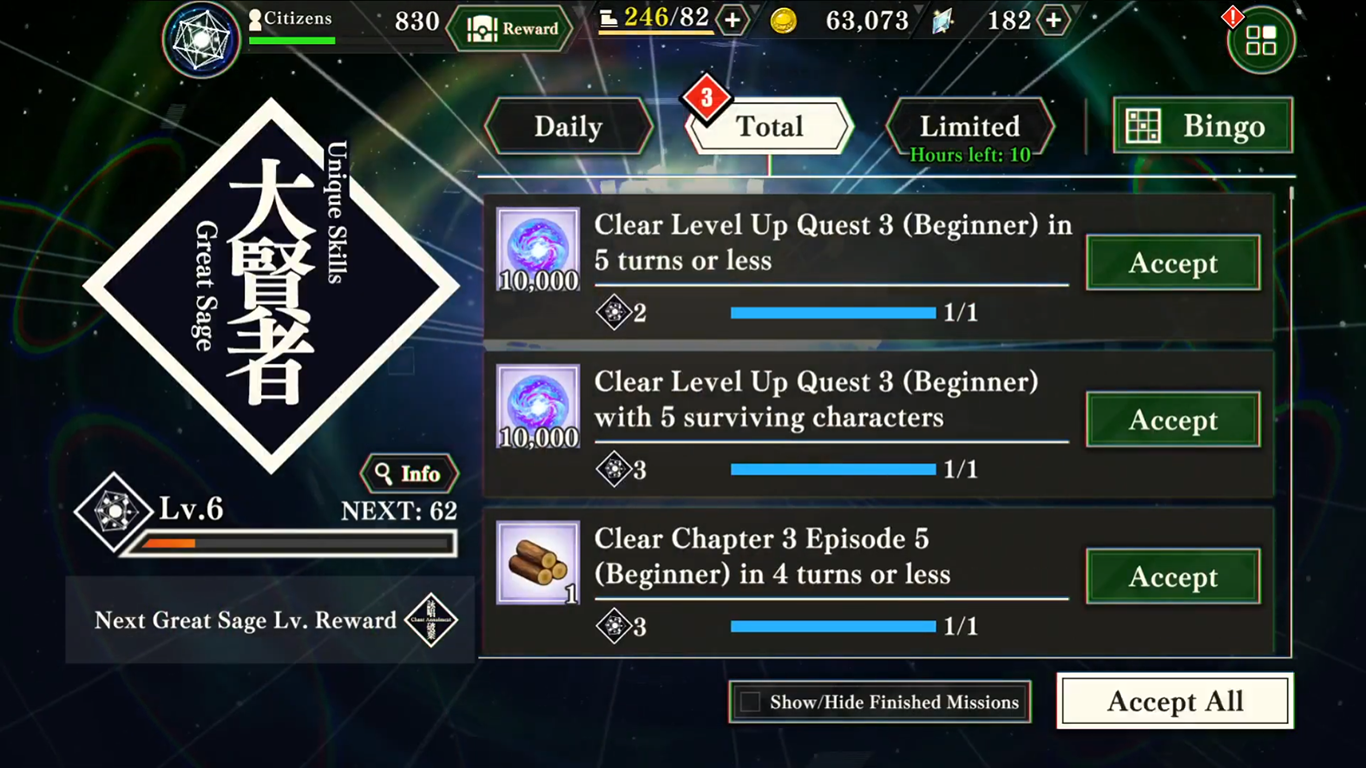 Citizens
830
Reward
246/82
63,073
182
!
Daily
3
Total
Limited
Hours left: 10
Bingo
Unique Skills
大賢者
Great Sage
Info
Lv.6
NEXT: 62
Next Great Sage Lv. Reward
10,000
Clear Level Up Quest 3 (Beginner) in
5 turns or less
2
1/1
Accept
10,000
Clear Level Up Quest 3 (Beginner)
with 5 surviving characters
3
1/1
Accept
1
Clear Chapter 3 Episode 5
(Beginner) in 4 turns or less
3
1/1
Accept
Show/Hide Finished Missions
Accept All